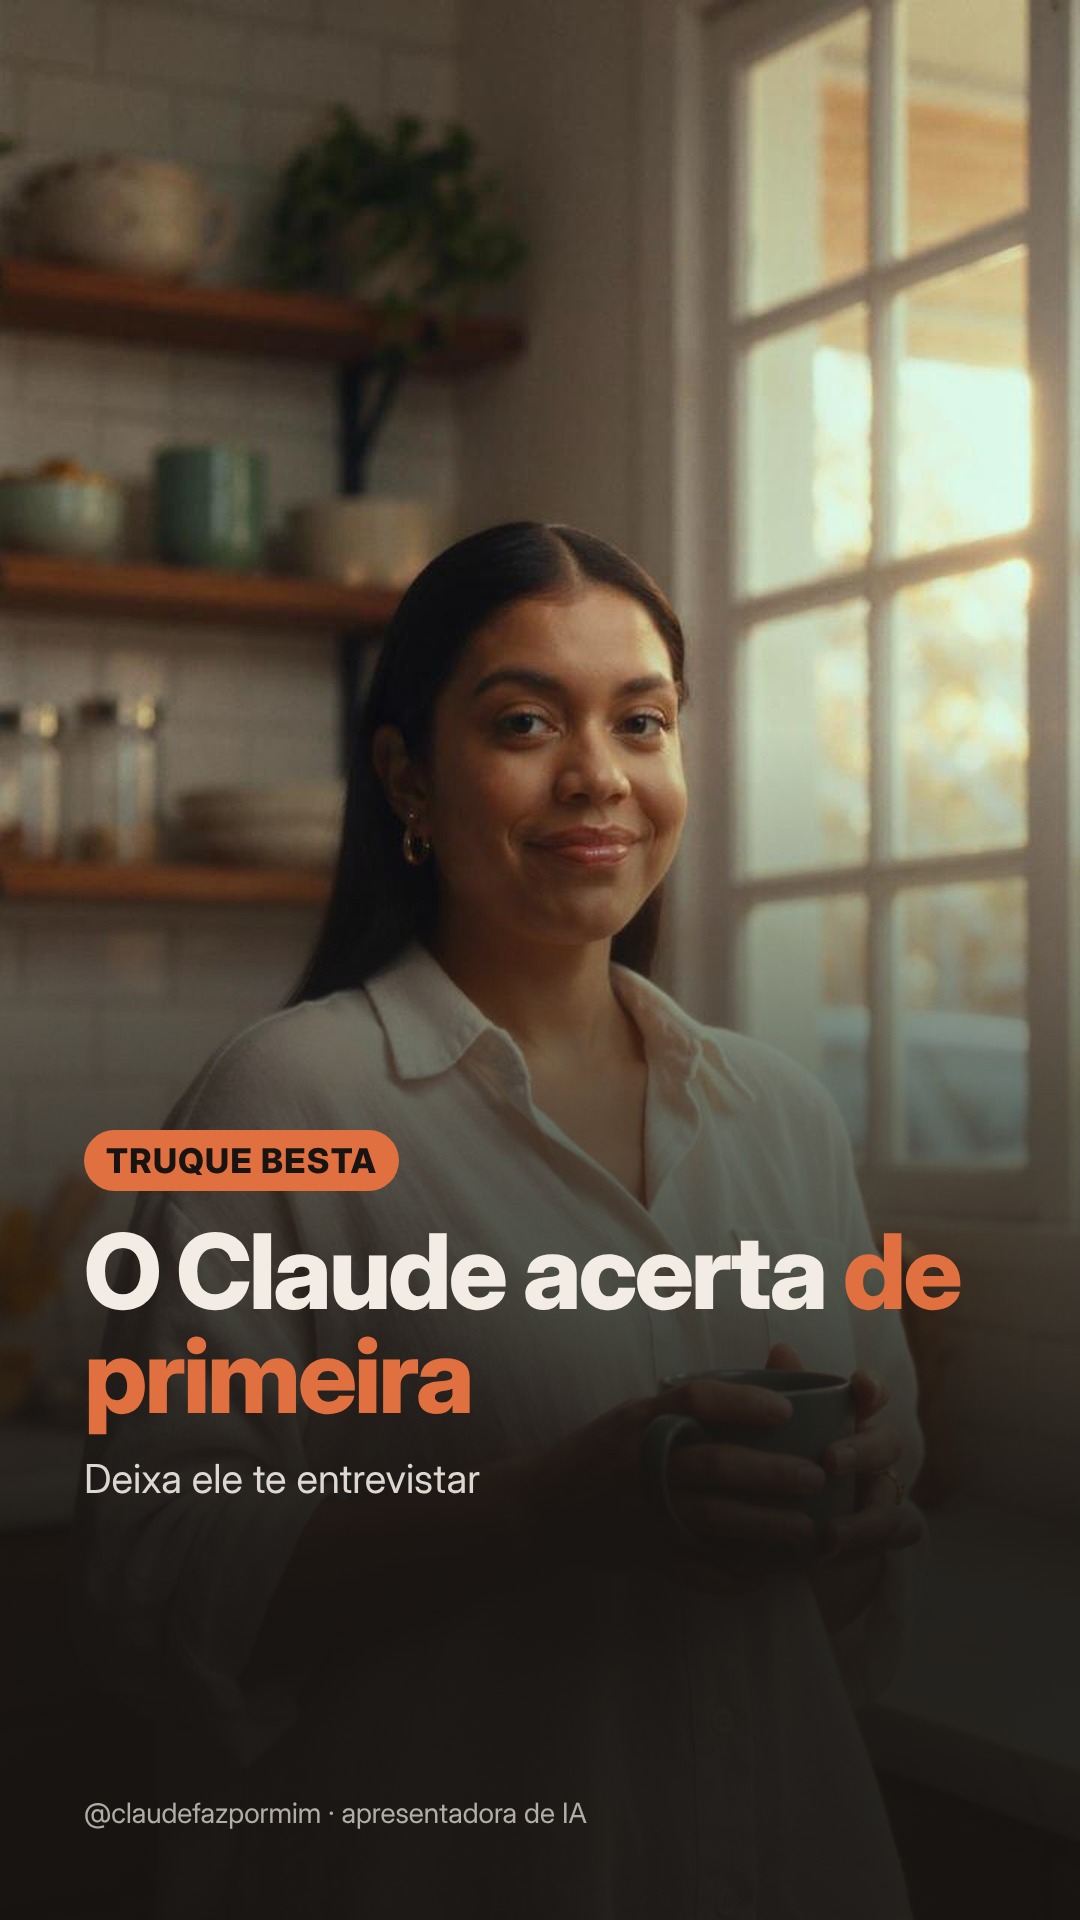 TRUQUE BESTA
O Claude acerta de
primeira
Deixa ele te entrevistar
@claudefazpormim · apresentadora de IA